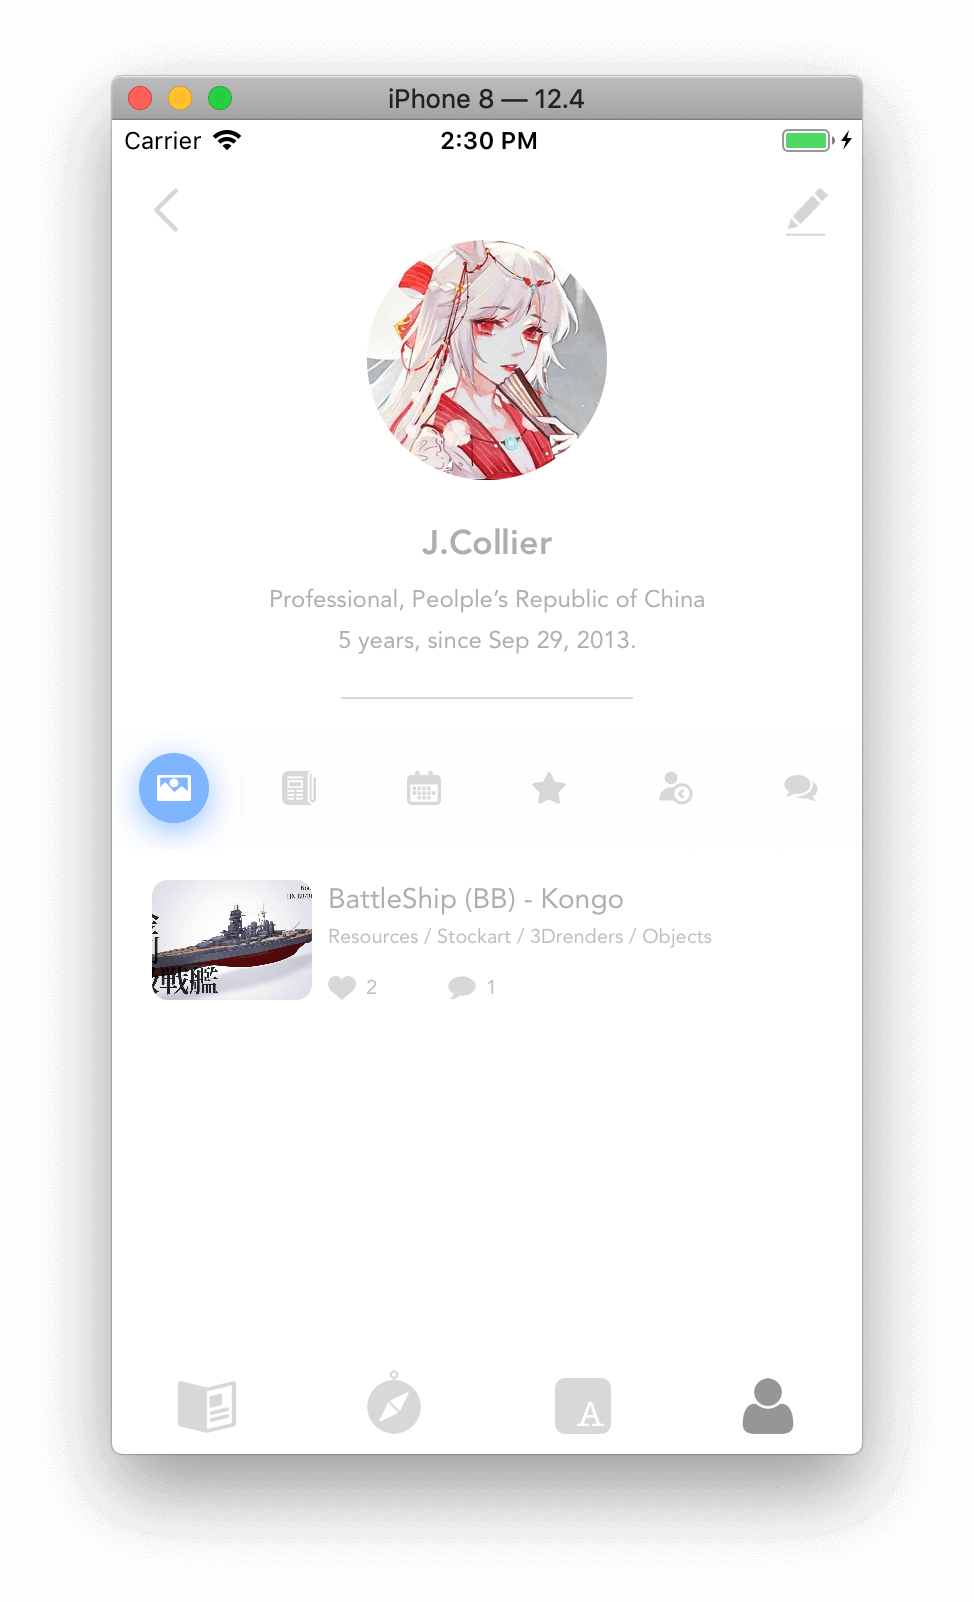 iPhone 8 — 12.4
Carrier
2:30 PM
J.Collier
Professional, Peolple’s Republic of China
5 years, since Sep 29, 2013.
BattleShip (BB) - Kongo
Resources / Stockart / 3Drenders / Objects
戦艦
2
1
A